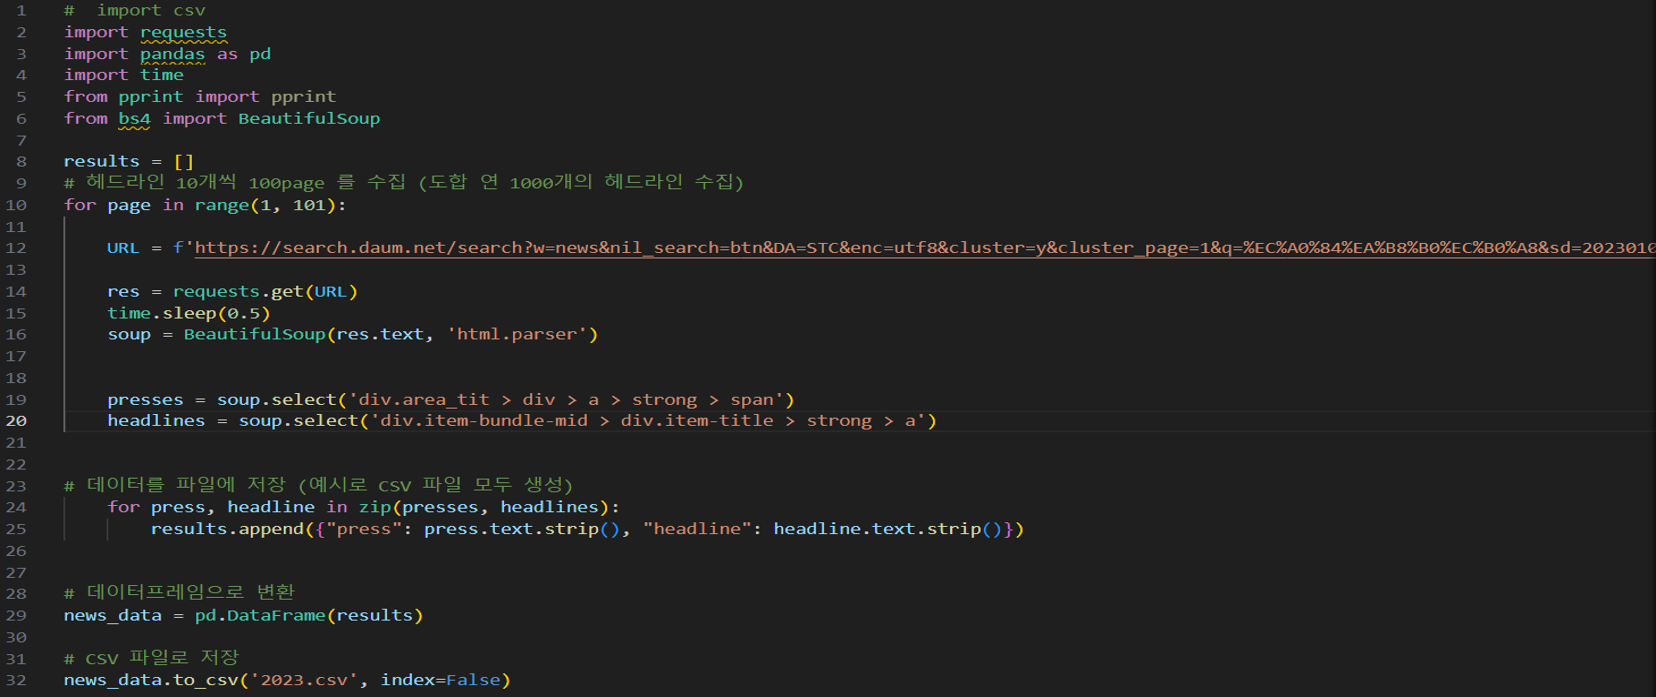 1 #  import csv
2 import requests
3 import pandas as pd
4 import time
5 from pprint import pprint
6 from bs4 import BeautifulSoup
7
8 results = []
9 # 헤드라인 10개씩 100page 를 수집 (도합 연 1000개의 헤드라인 수집)
10 for page in range(1, 101):
11
12 URL = f'https://search.daum.net/search?w=news&nil_search=btn&DA=STC&enc=utf8&cluster=y&cluster_page=1&q=%EC%A0%84%EA%B8%B0%EC%B0%A8&sd=2023010
13
14 res = requests.get(URL)
15 time.sleep(0.5)
16 soup = BeautifulSoup(res.text, 'html.parser')
17
18
19 presses = soup.select('div.area_tit > div > a > strong > span')
20 headlines = soup.select('div.item-bundle-mid > div.item-title > strong > a')
21
22
23 # 데이터를 파일에 저장 (예시로 CSV 파일 모두 생성)
24 for press, headline in zip(presses, headlines):
25 results.append({"press": press.text.strip(), "headline": headline.text.strip()})
26
27
28 # 데이터프레임으로 변환
29 news_data = pd.DataFrame(results)
30
31 # CSV 파일로 저장
32 news_data.to_csv('2023.csv', index=False)